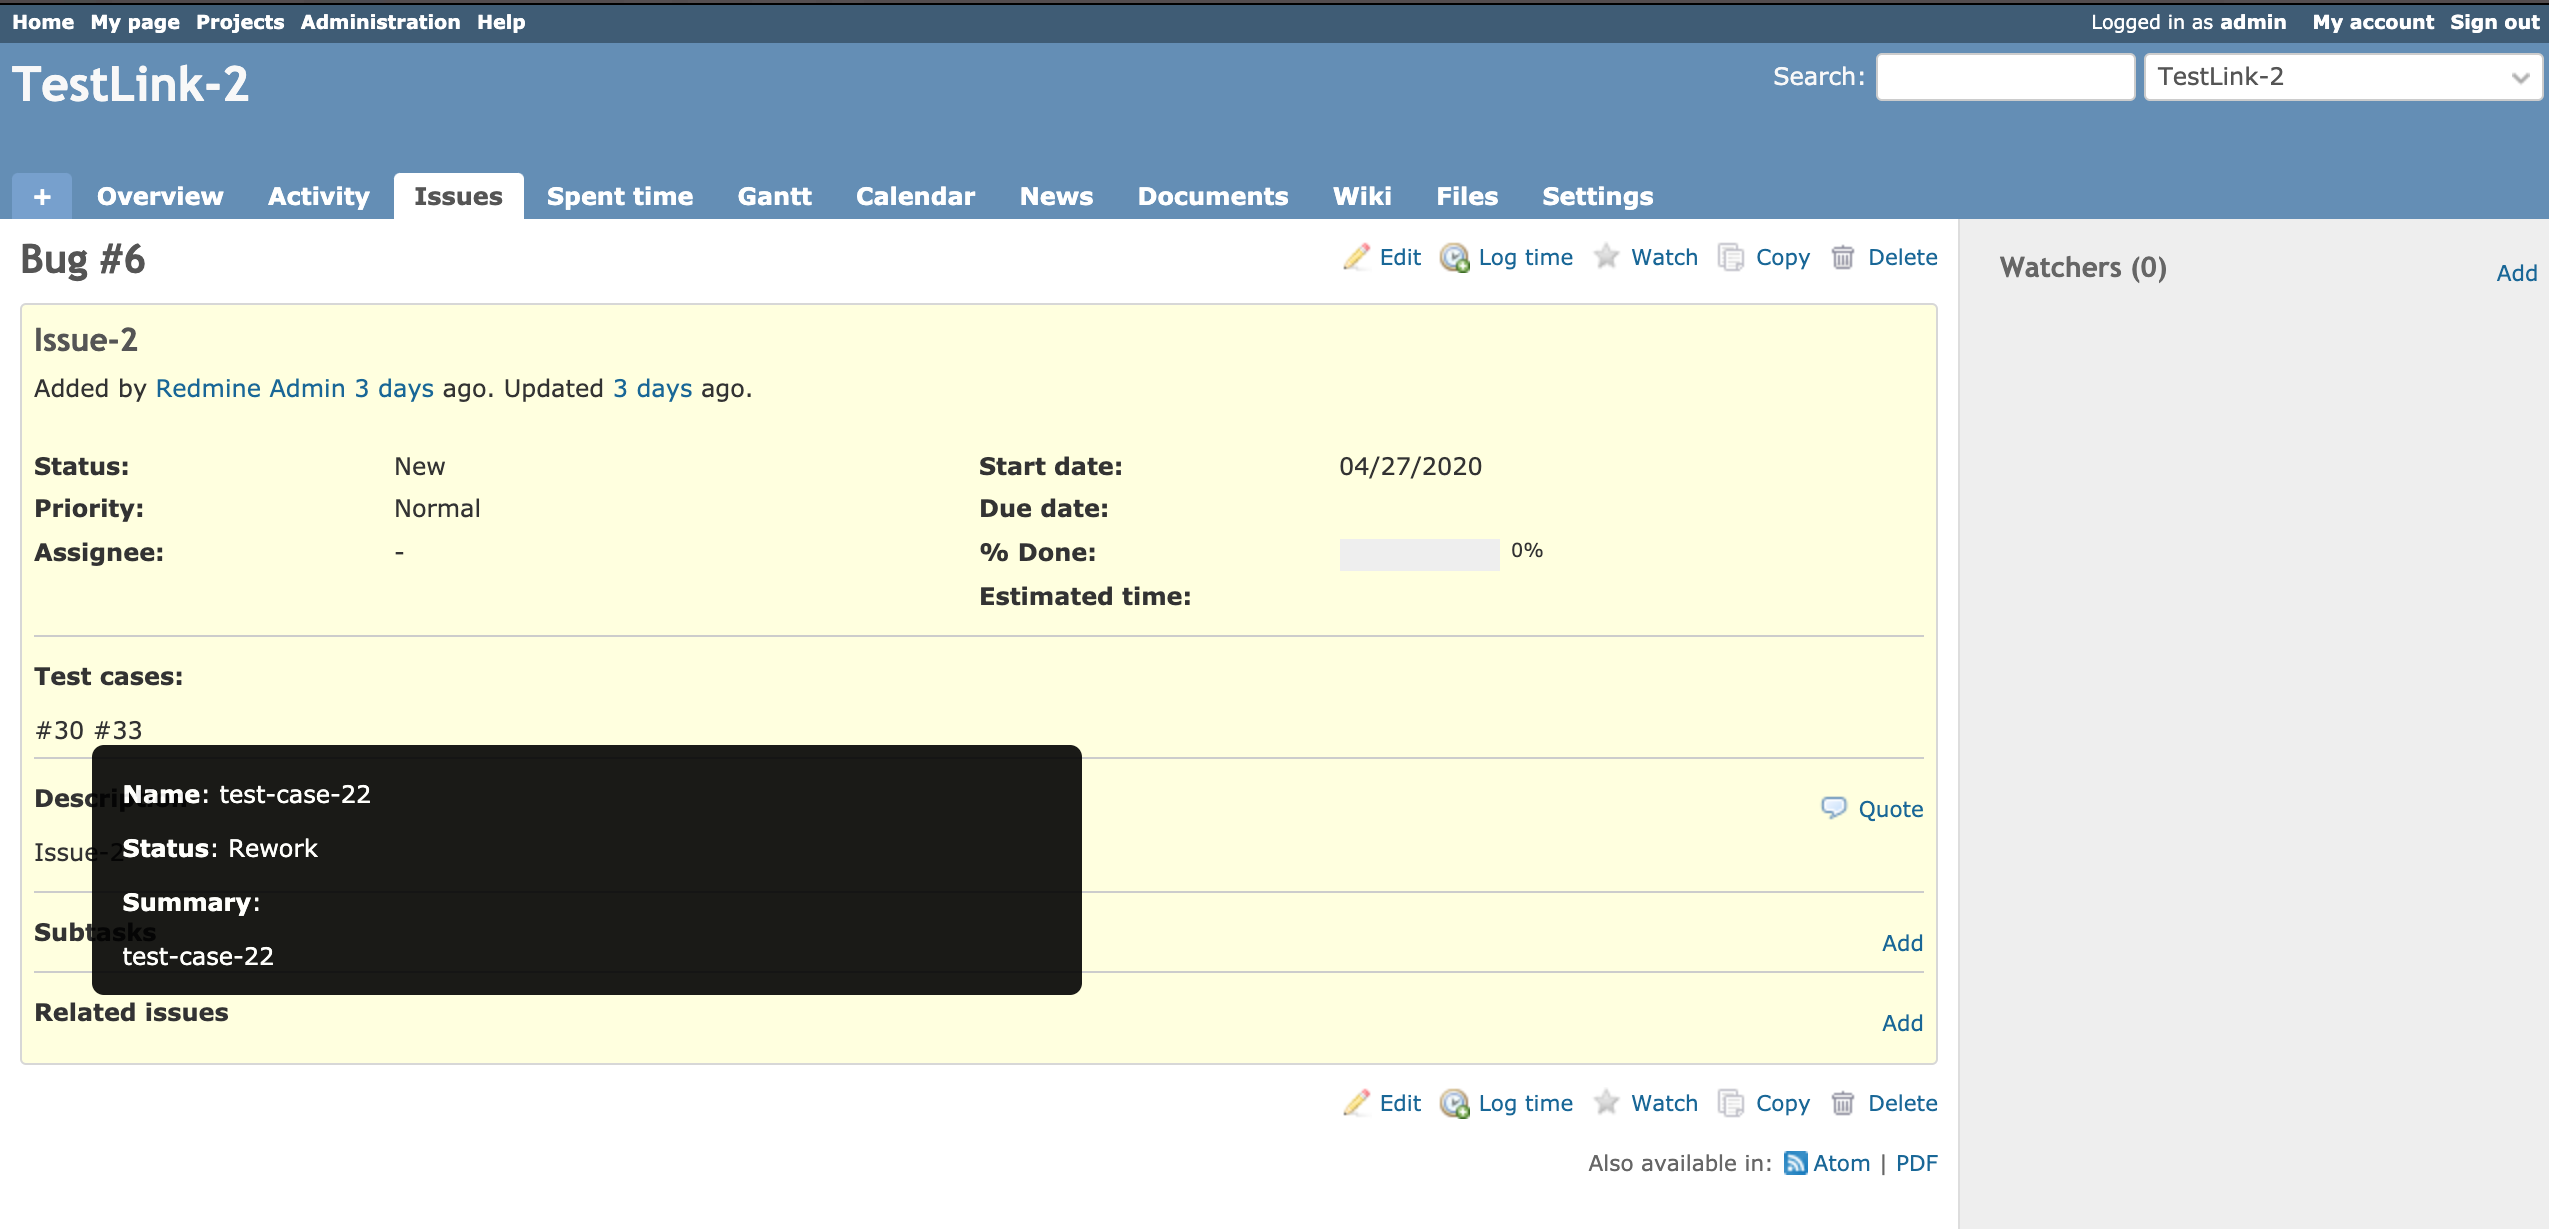 Home My page Projects Administration Help Logged in as admin My account Sign out
TestLink-2 Search: TestLink-2
+ Overview Activity Issues Spent time Gantt Calendar News Documents Wiki Files Settings
Bug #6 Edit Log time Watch Copy Delete Watchers (0) Add
Issue-2
Added by Redmine Admin 3 days ago. Updated 3 days ago.
Status: New Start date: 04/27/2020
Priority: Normal Due date:
Assignee: - % Done: 0%
Estimated time:
Test cases:
#30 #33
Description
Name: test-case-22
Quote
Issue-2
Status: Rework
Summary:
Subtasks
Add
test-case-22
Related issues
Add
Edit Log time Watch Copy Delete
Also available in: Atom | PDF